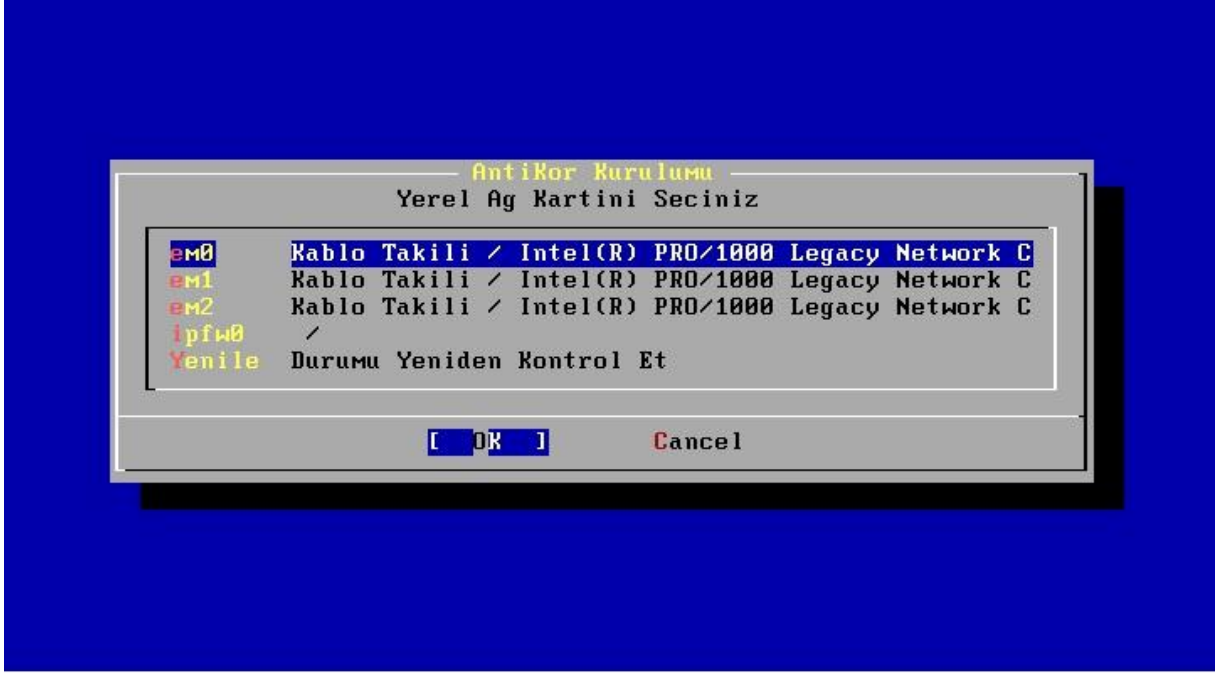 AntiKor Kurulumu
Yerel Ag Kartini Seciniz
em0 Kablo Takili / Intel(R) PRO/1000 Legacy Network C
em1 Kablo Takili / Intel(R) PRO/1000 Legacy Network C
em2 Kablo Takili / Intel(R) PRO/1000 Legacy Network C
ipfw0 /
Yenile Durumu Yeniden Kontrol Et
[ OK ] Cancel